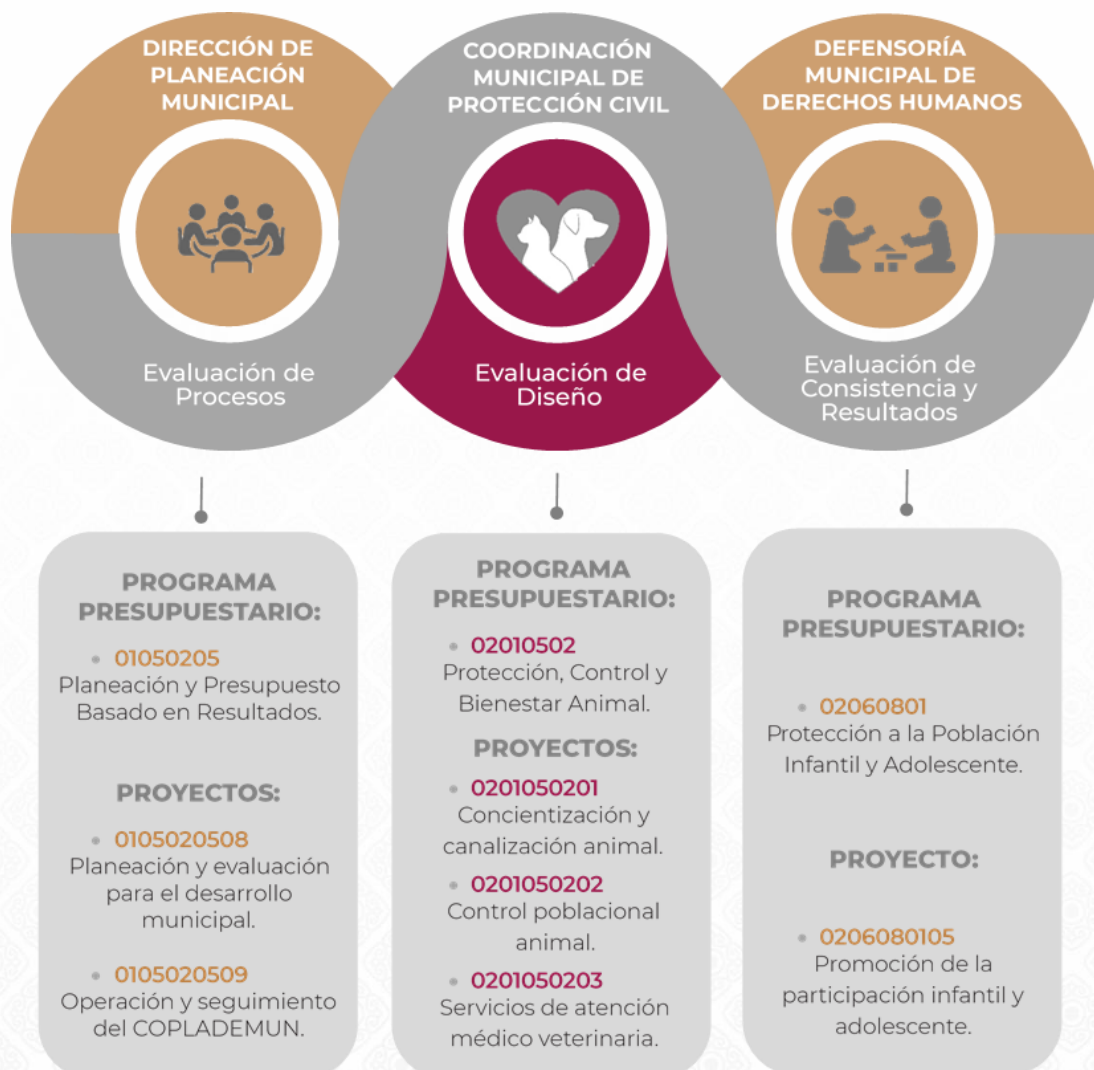 DIRECCIÓN DE
PLANEACIÓN
MUNICIPAL
Evaluación de
Procesos
COORDINACIÓN
MUNICIPAL DE
PROTECCIÓN CIVIL
Evaluación de
Diseño
DEFENSORÍA
MUNICIPAL DE
DERECHOS HUMANOS
Evaluación de
Consistencia y
Resultados
PROGRAMA
PRESUPUESTARIO:
• 01050205
Planeación y Presupuesto
Basado en Resultados.
PROYECTOS:
• 0105020508
Planeación y evaluación
para el desarrollo
municipal.
• 0105020509
Operación y seguimiento
del COPLADEMUN.
PROGRAMA
PRESUPUESTARIO:
• 02010502
Protección, Control y
Bienestar Animal.
PROYECTOS:
• 0201050201
Concientización y
canalización animal.
• 0201050202
Control poblacional
animal.
• 0201050203
Servicios de atención
médico veterinaria.
PROGRAMA
PRESUPUESTARIO:
• 02060801
Protección a la Población
Infantil y Adolescente.
PROYECTO:
• 0206080105
Promoción de la
participación infantil y
adolescente.